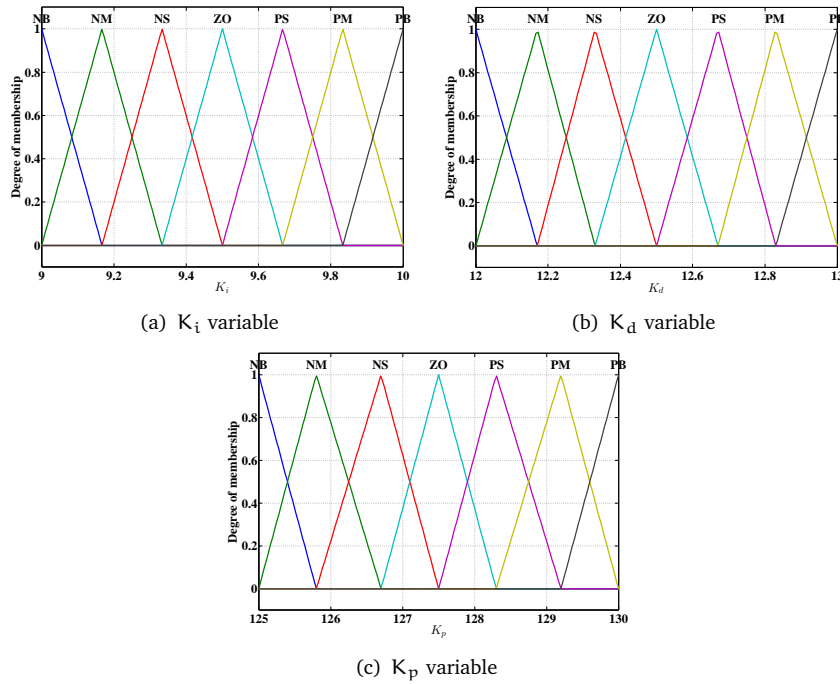 NB NM NS ZO PS PM PB
1
0.8
0.6
0.4
0.2
0
Degree of membership
9 9.2 9.4 9.6 9.8 10
K_i
(a) K_i variable
NB NM NS ZO PS PM PB
1
0.8
0.6
0.4
0.2
0
Degree of membership
12 12.2 12.4 12.6 12.8 13
K_d
(b) K_d variable
NB NM NS ZO PS PM PB
1
0.8
0.6
0.4
0.2
0
Degree of membership
125 126 127 128 129 130
K_p
(c) K_p variable